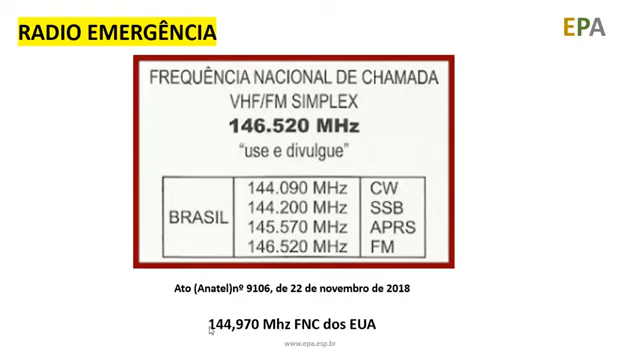 RADIO EMERGÊNCIA
EPA
FREQUÊNCIA NACIONAL DE CHAMADA
VHF/FM SIMPLEX
146.520 MHz
“use e divulgue”
BRASIL
144.090 MHz CW
144.200 MHz SSB
145.570 MHz APRS
146.520 MHz FM
Ato (Anatel)nº 9106, de 22 de novembro de 2018
144,970 Mhz FNC dos EUA
www.epa.esp.br